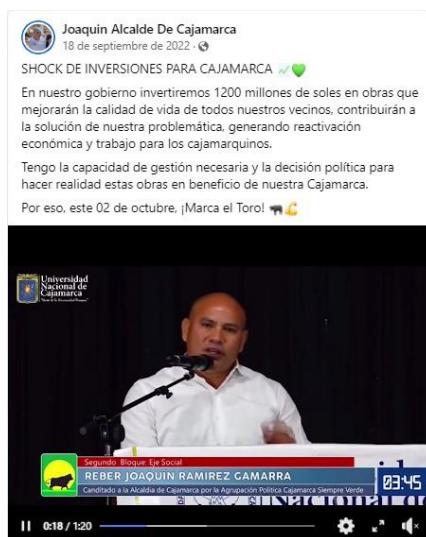 Joaquin Alcalde De Cajamarca
18 de septiembre de 2022 ·
SHOCK DE INVERSIONES PARA CAJAMARCA
En nuestro gobierno invertiremos 1200 millones de soles en obras que
mejorarán la calidad de vida de todos nuestros vecinos, contribuirán a
la solución de nuestra problemática, generando reactivación
económica y trabajo para los cajamarquinos.
Tengo la capacidad de gestión necesaria y la decisión política para
hacer realidad estas obras en beneficio de nuestra Cajamarca.
Por eso, este 02 de octubre, ¡Marca el Toro!
Universidad
Nacional de
Cajamarca
Segundo Bloque: Eje Social
REBER JOAQUIN RAMIREZ GAMARRA
03:45
Canditado a la Alcaldia de Cajamarca por la Agrupación Política Cajamarca Siempre Verde
Nacional de
0:18 / 1:20